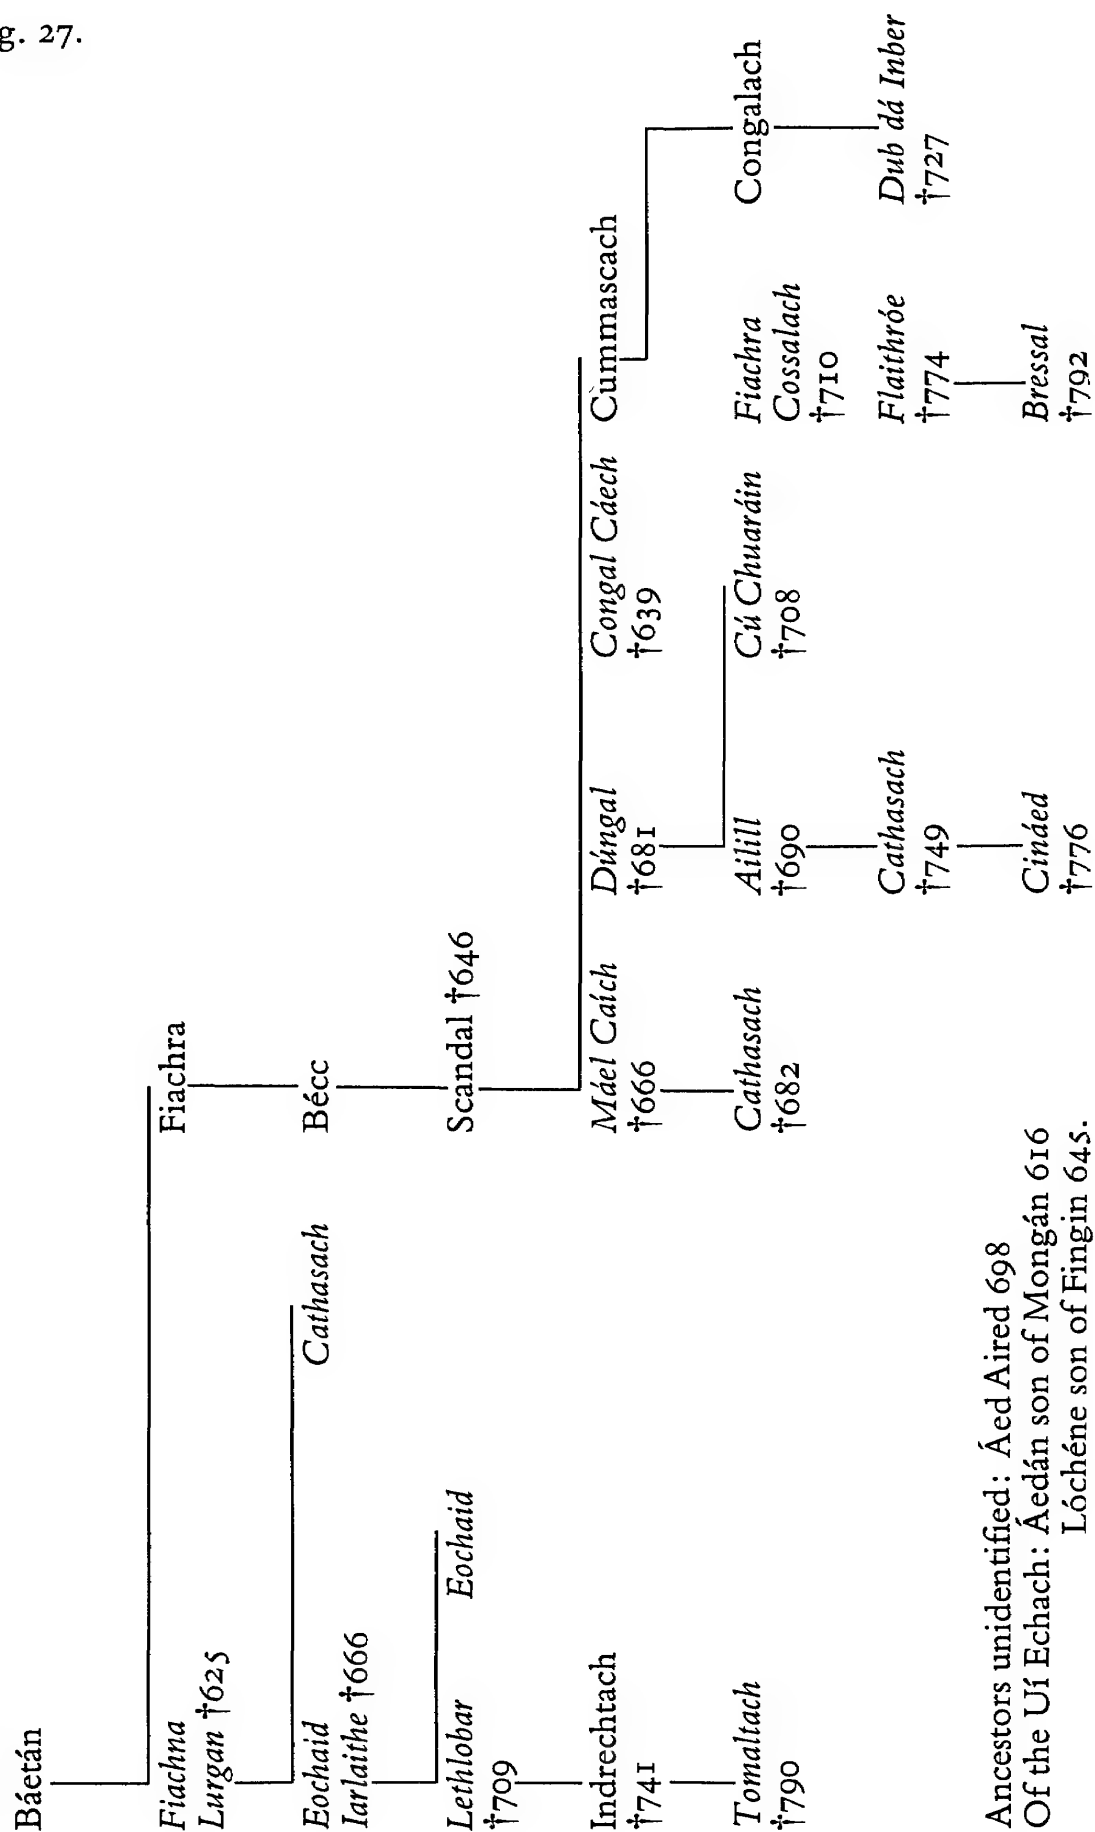 g. 27.
Báetán
Fiachna
Lurgan †625
Fiachra
Eochaid
Iarlaithe †666
Cathasach
Bécc
Lethlobar
†709
Eochaid
Scandal †646
Indrechtach
†741
Máel Caích
†666
Dúngal
†681
Congal Cáech
†639
Cummascach
Tomaltach
†790
Cathasach
†682
Ailill
†690
Cú Chuaráin
†708
Fiachra
Cossalach
†710
Congalach
Cathasach
†749
Flaithróe
†774
Dub dá Inber
†727
Cináed
†776
Bressal
†792
Ancestors unidentified: Áed Aired 698
Of the Uí Echach: Áedán son of Mongán 616
Lóchéne son of Fingin 645.